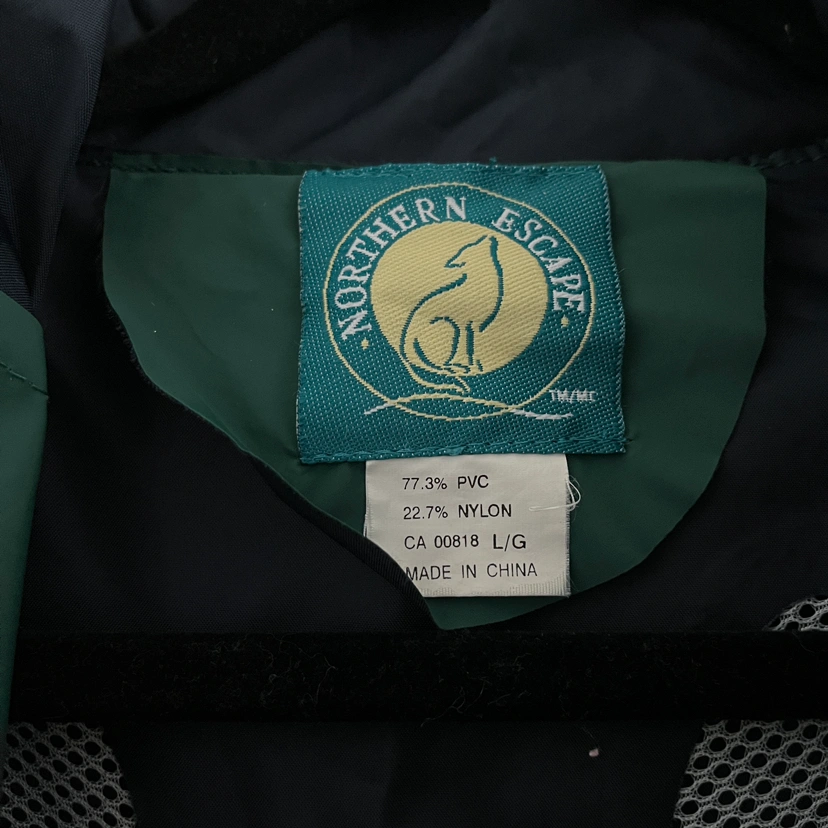 · NORTHERN ESCAPE ·
TM/MC
77.3% PVC
22.7% NYLON
CA 00818 L/G
MADE IN CHINA